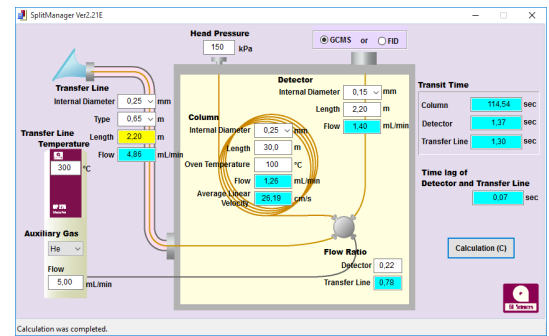 SplitManager Ver2.21E
Head Pressure
150 kPa
GCMS or FID
Transfer Line
Internal Diameter 0,25 mm
Type 0,65 m
Length 2,20 m
Flow 4,86 mL/min
Transfer Line
Temperature
300 °C
Auxiliary Gas
He
Flow
5,00 mL/min
Column
Internal Diameter 0,25 mm
Length 30,0 m
Oven Temperature 100 °C
Flow 1,26 mL/min
Average Linear
Velocity 26,19 cm/s
Detector
Internal Diameter 0,15 mm
Length 2,20 m
Flow 1,40 mL/min
Flow Ratio
Detector 0,22
Transfer Line 0,78
Transit Time
Column 114,54 sec
Detector 1,37 sec
Transfer Line 1,30 sec
Time lag of
Detector and Transfer Line
0,07 sec
Calculation (C)
GL Sciences
Calculation was completed.